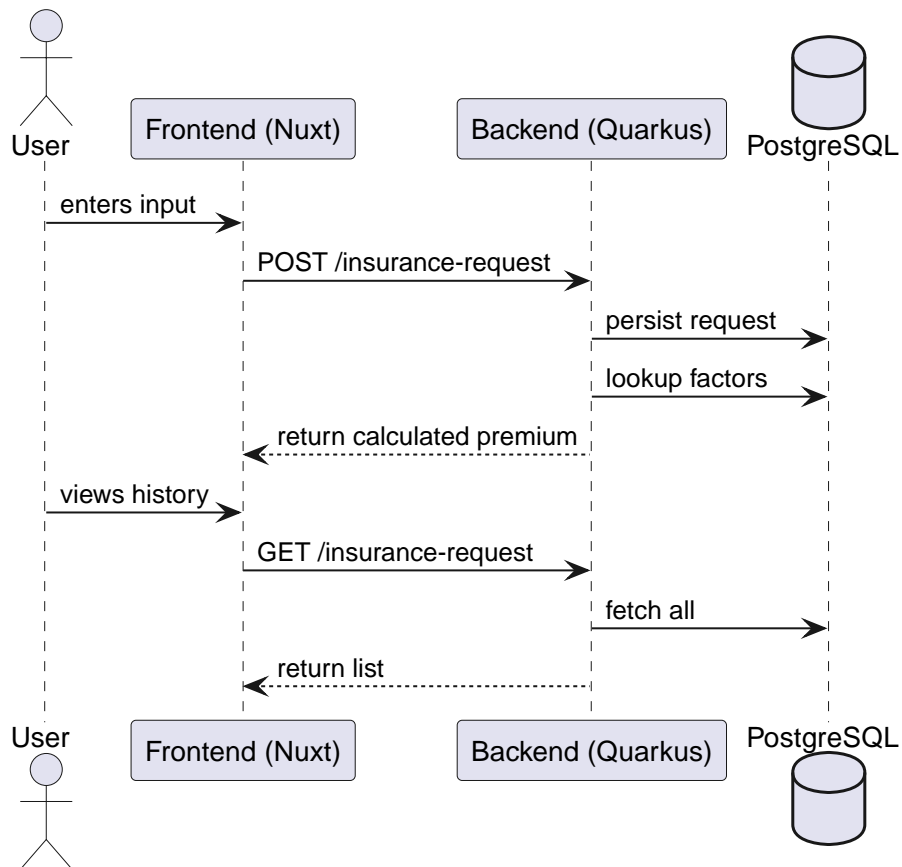 User
Frontend (Nuxt)
Backend (Quarkus)
PostgreSQL
enters input
POST /insurance-request
persist request
lookup factors
return calculated premium
views history
GET /insurance-request
fetch all
return list
User
Frontend (Nuxt)
Backend (Quarkus)
PostgreSQL